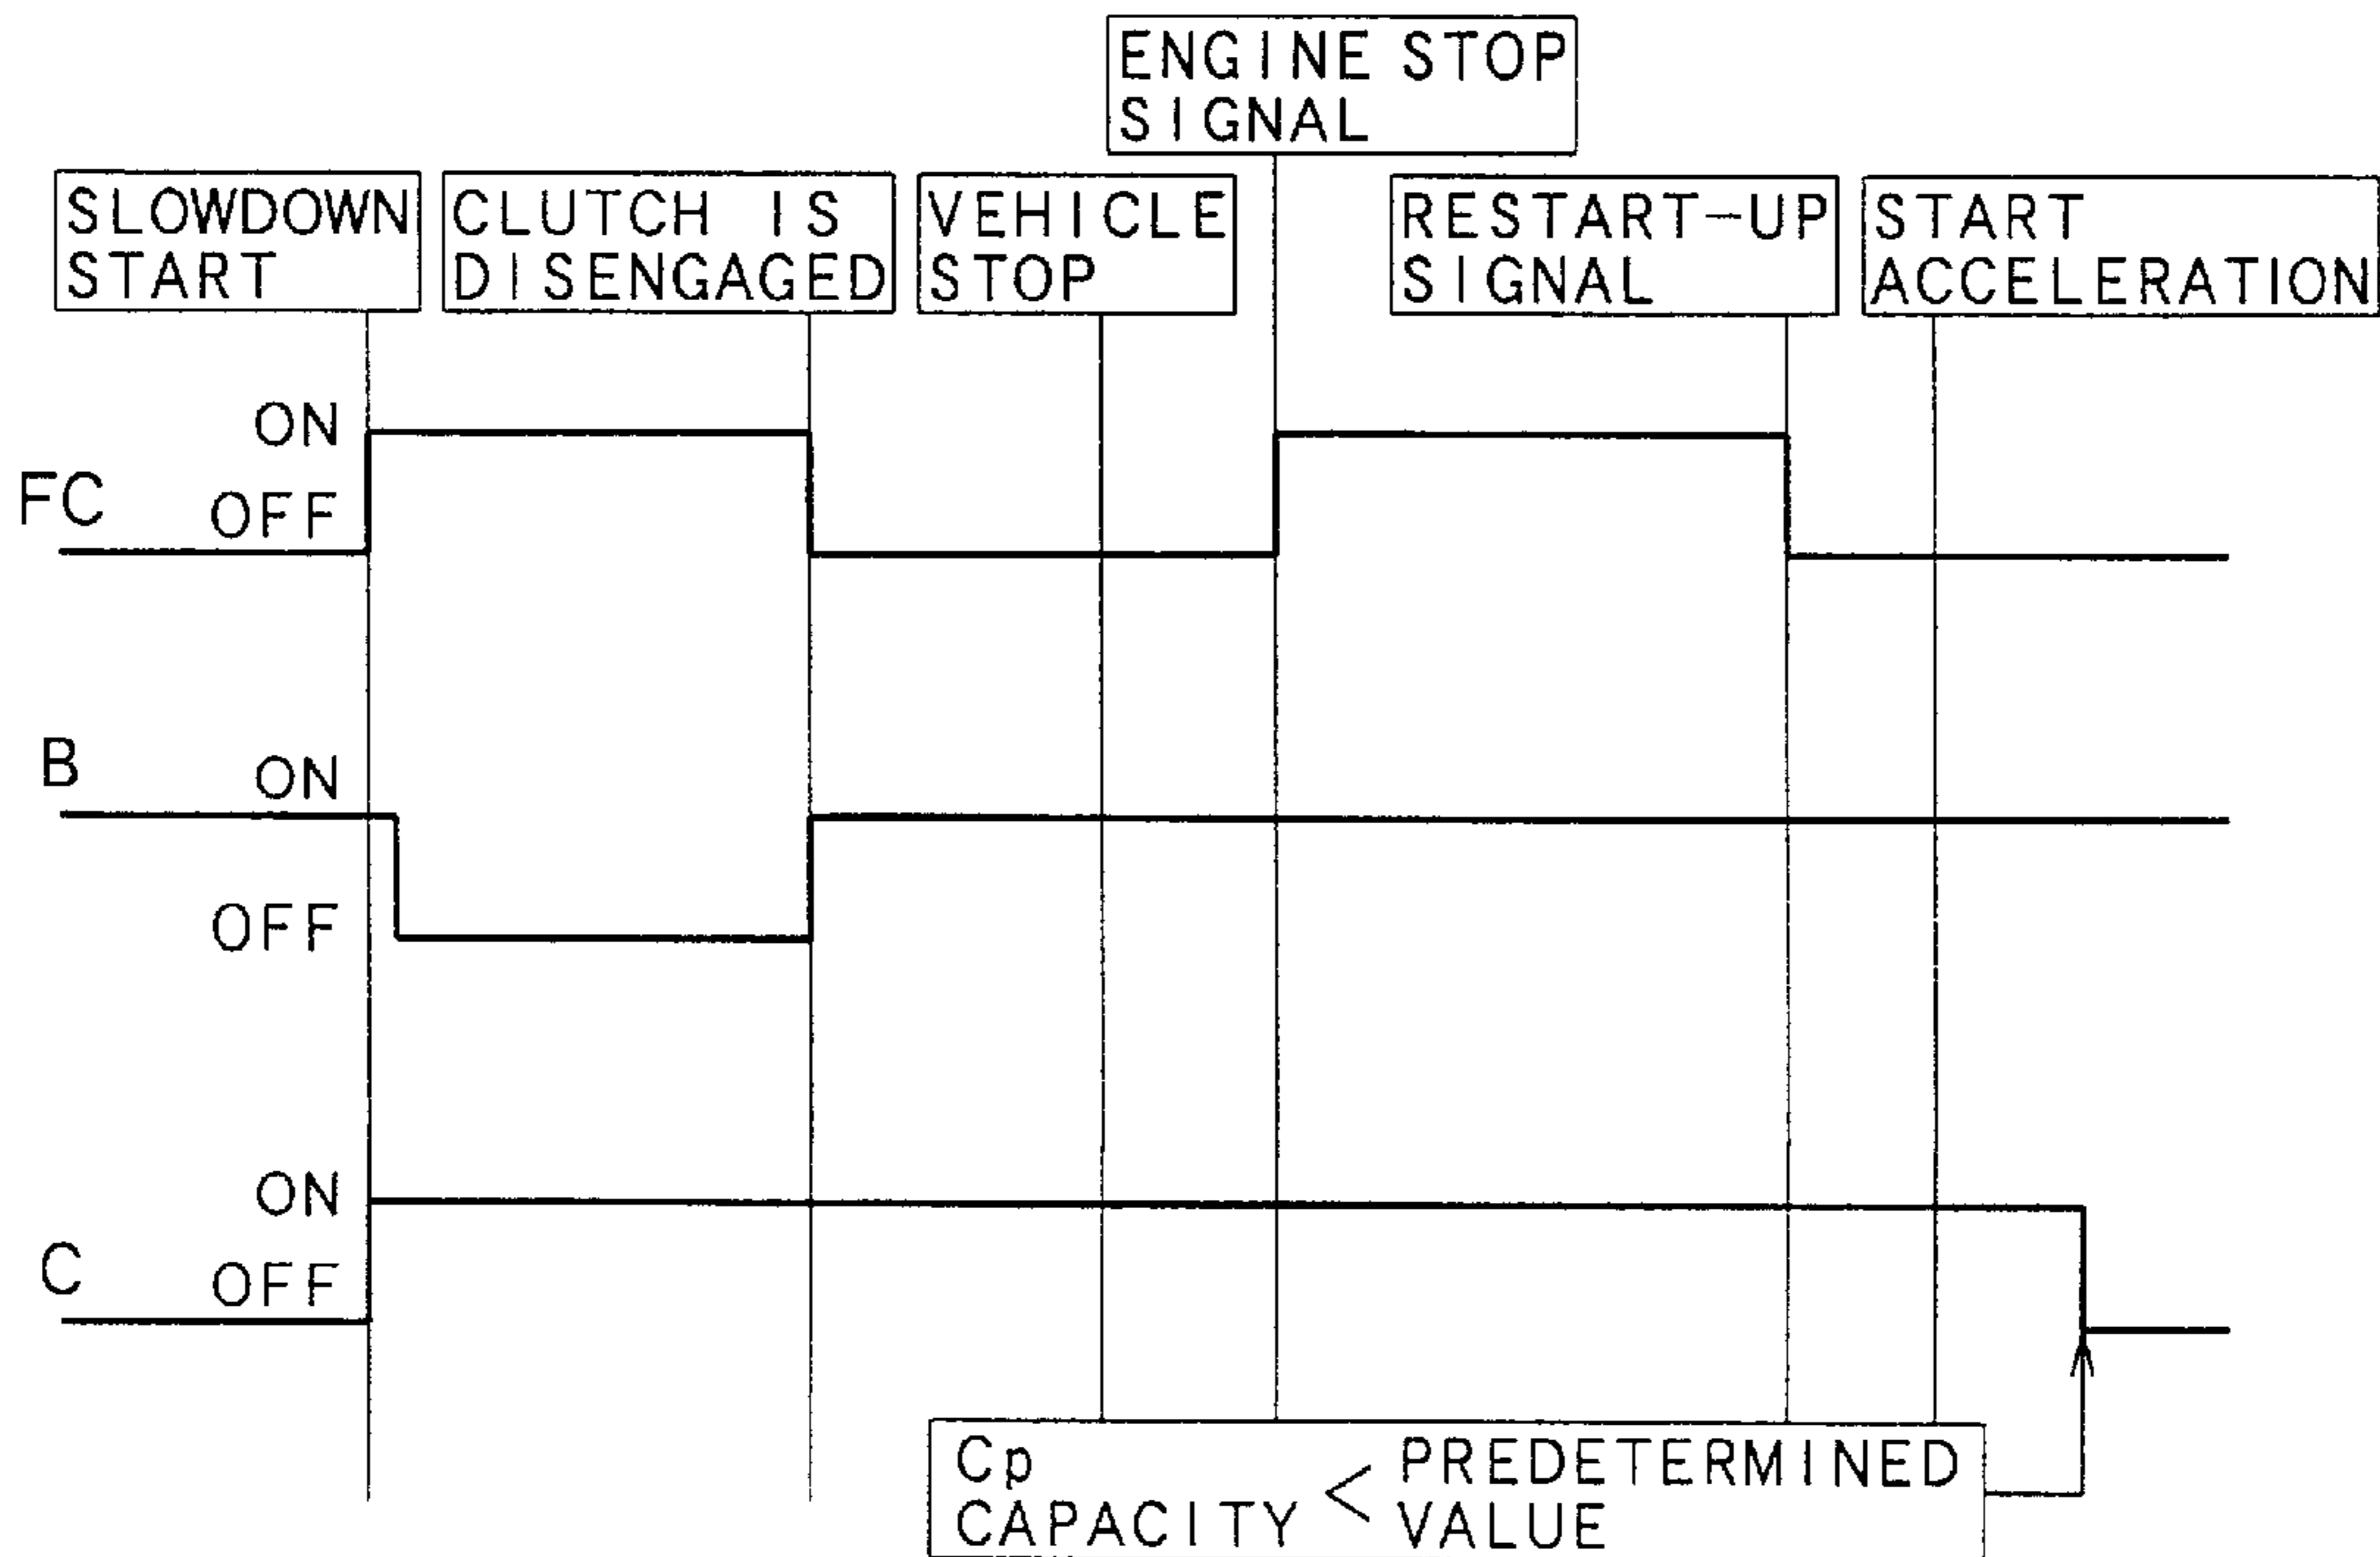 ENGINE STOP
SIGNAL
SLOWDOWN
START
CLUTCH IS
DISENGAGED
VEHICLE
STOP
RESTART-UP
SIGNAL
START
ACCELERATION
ON
FC
OFF
B
ON
OFF
ON
C
OFF
Cp
CAPACITY < PREDETERMINED
VALUE